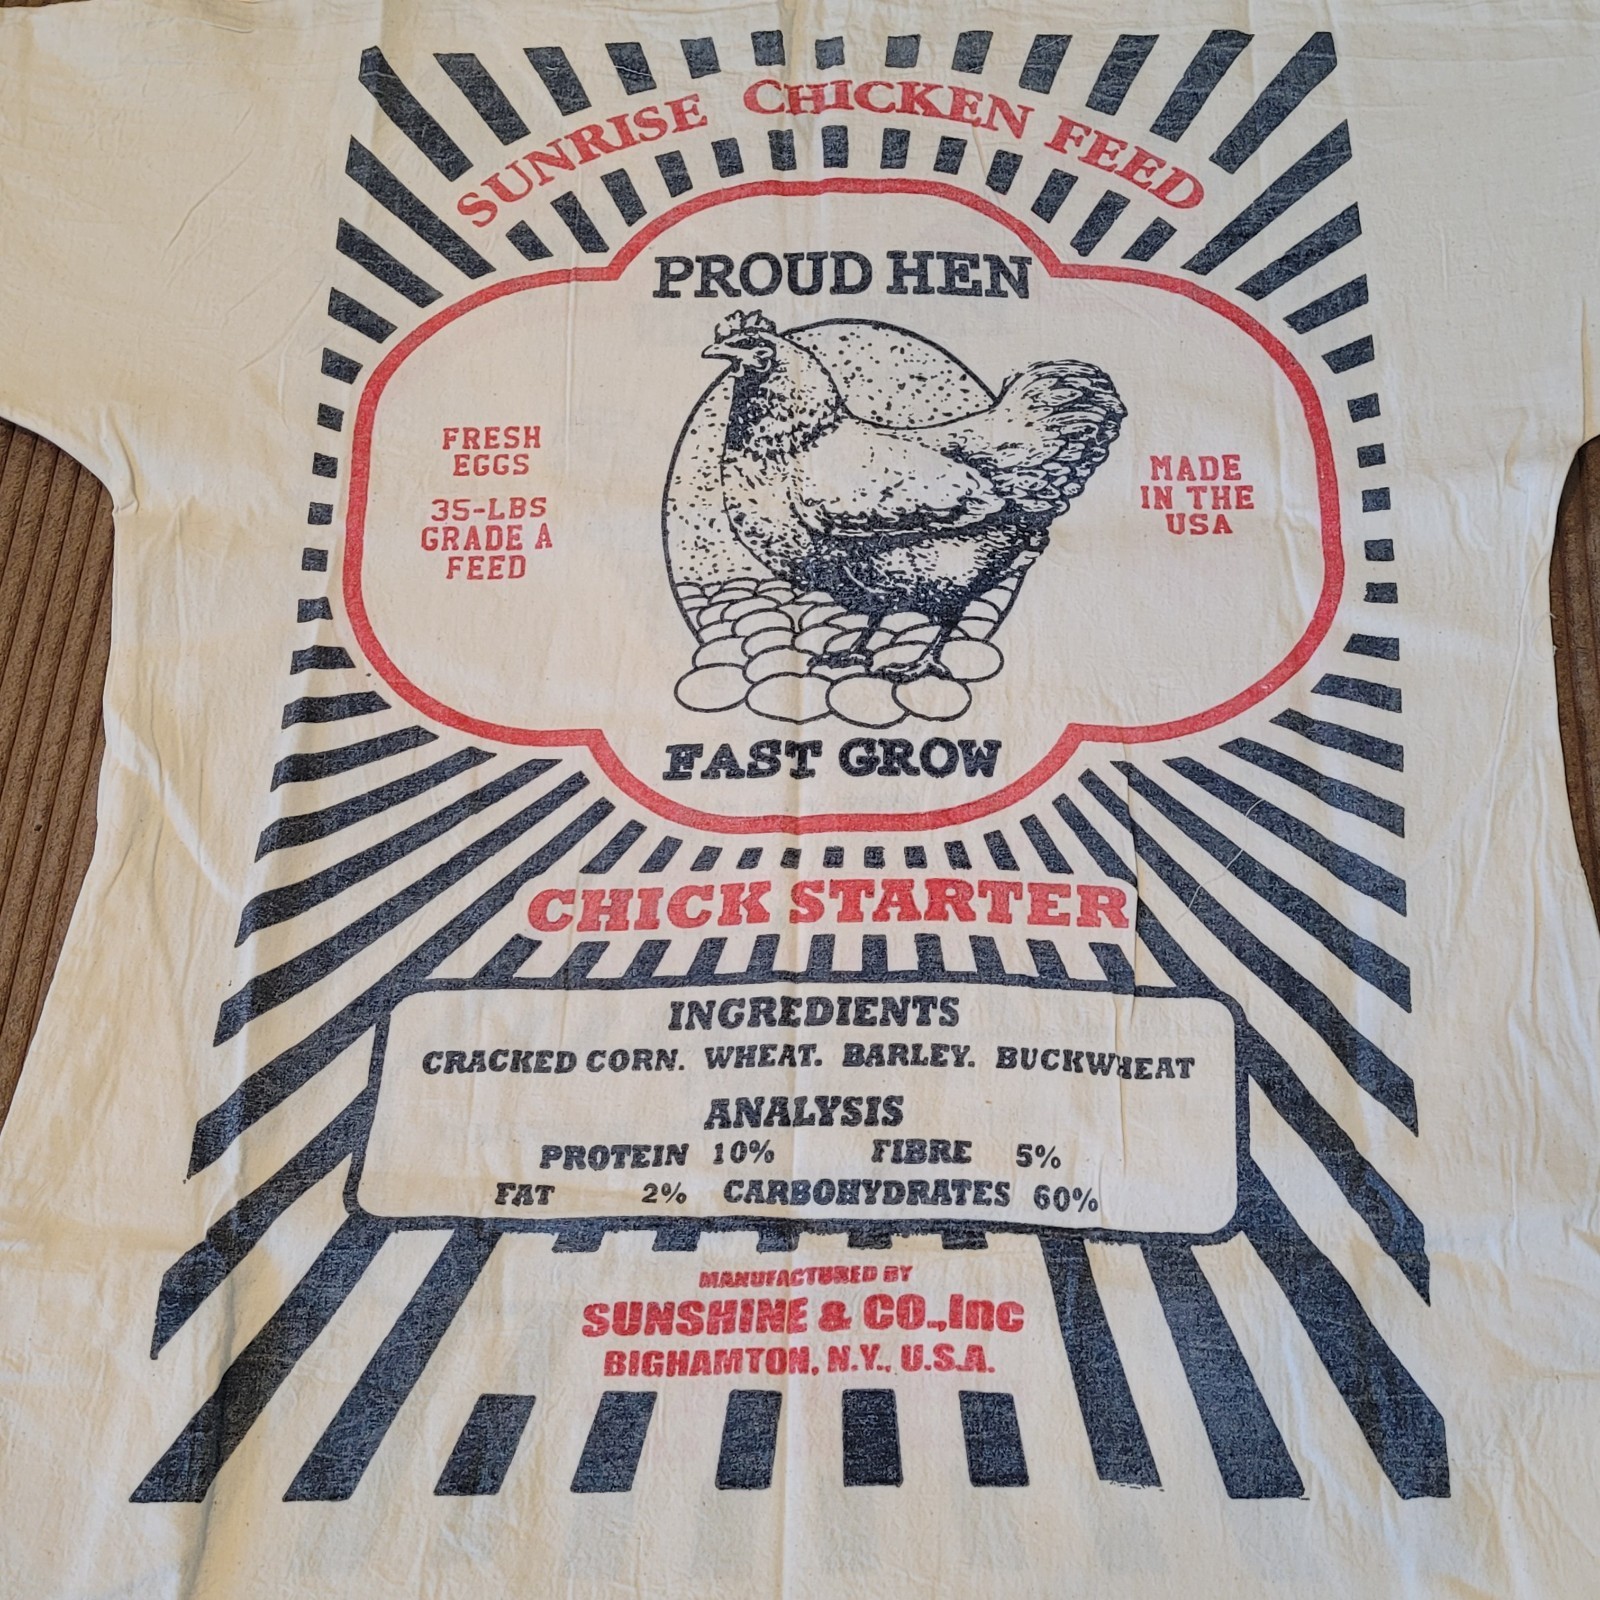 SUNRISE CHICKEN FEED
PROUD HEN
FRESH
EGGS
35-LBS
GRADE A
FEED
MADE
IN THE
USA
FAST GROW
CHICK STARTER
INGREDIENTS
CRACKED CORN. WHEAT. BARLEY. BUCKWHEAT
ANALYSIS
PROTEIN 10% FIBRE 5%
FAT 2% CARBOHYDRATES 60%
MANUFACTURED BY
SUNSHINE & CO.,Inc
BIGHAMTON, N.Y., U.S.A.